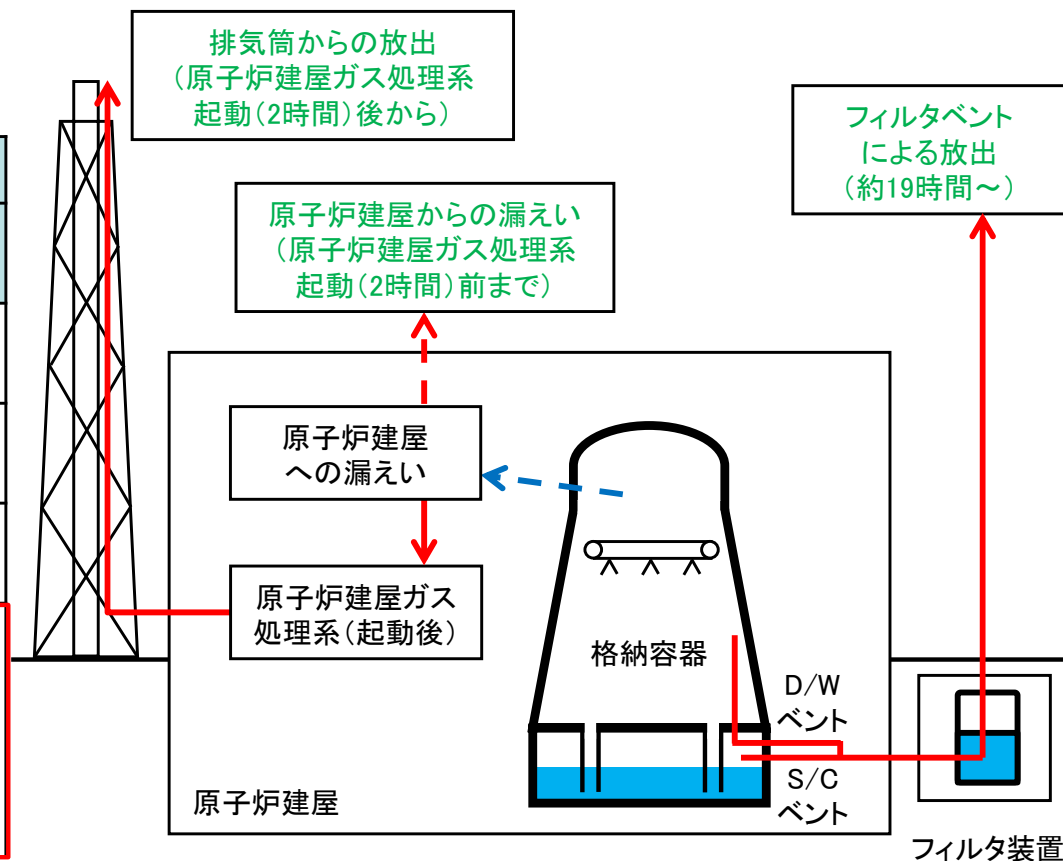 排気筒からの放出
（原子炉建屋ガス処理系
起動（2時間）後から）
フィルタベント
による放出
（約19時間～）
原子炉建屋からの漏えい
（原子炉建屋ガス処理系
起動（2時間）前まで）
原子炉建屋
への漏えい
原子炉建屋ガス
処理系（起動後）
格納容器
D/W
ベント
S/C
ベント
原子炉建屋
フィルタ装置